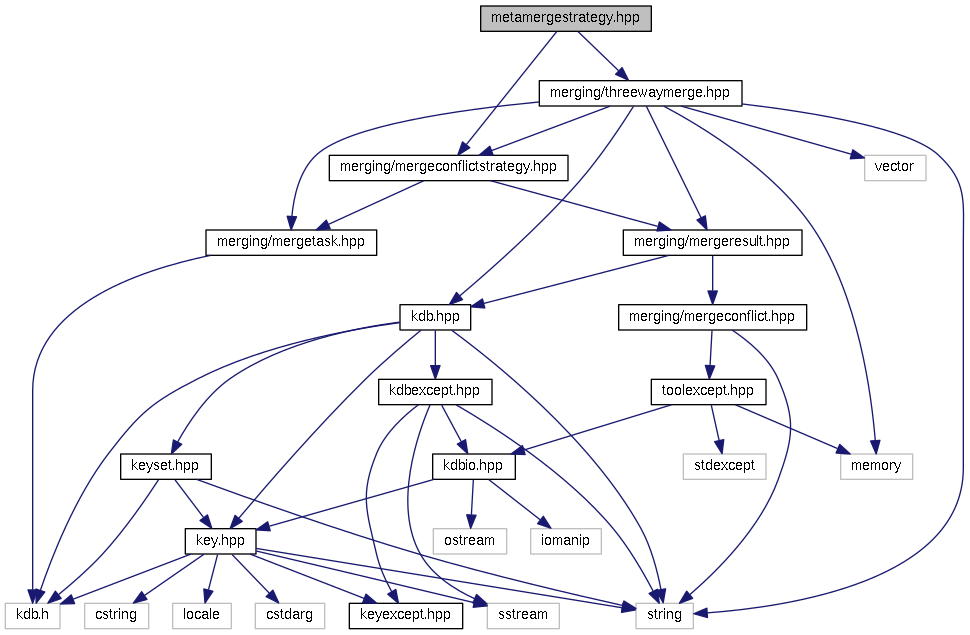 metamergestrategy.hpp
merging/threewaymerge.hpp
merging/mergeconflictstrategy.hpp
vector
merging/mergetask.hpp
merging/mergeresult.hpp
kdb.hpp
merging/mergeconflict.hpp
kdbexcept.hpp
toolexcept.hpp
keyset.hpp
kdbio.hpp
stdexcept
memory
key.hpp
ostream
iomanip
kdb.h
cstring
locale
cstdarg
keyexcept.hpp
sstream
string